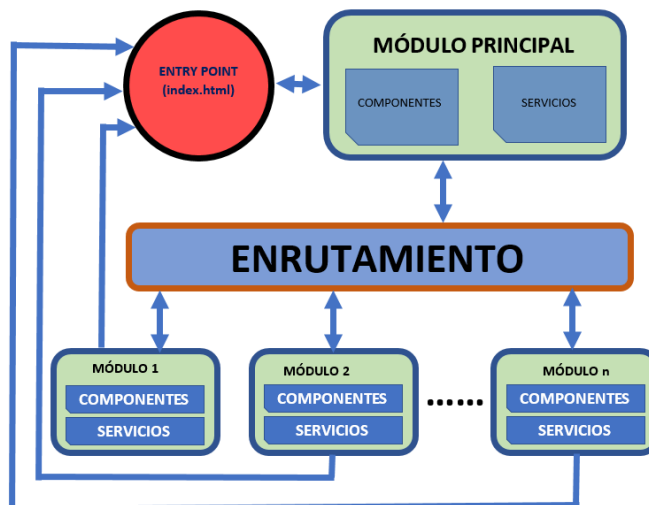 ENTRY POINT
(index.html)
MÓDULO PRINCIPAL
COMPONENTES
SERVICIOS
ENRUTAMIENTO
MÓDULO 1
COMPONENTES
SERVICIOS
MÓDULO 2
COMPONENTES
SERVICIOS
......
MÓDULO n
COMPONENTES
SERVICIOS